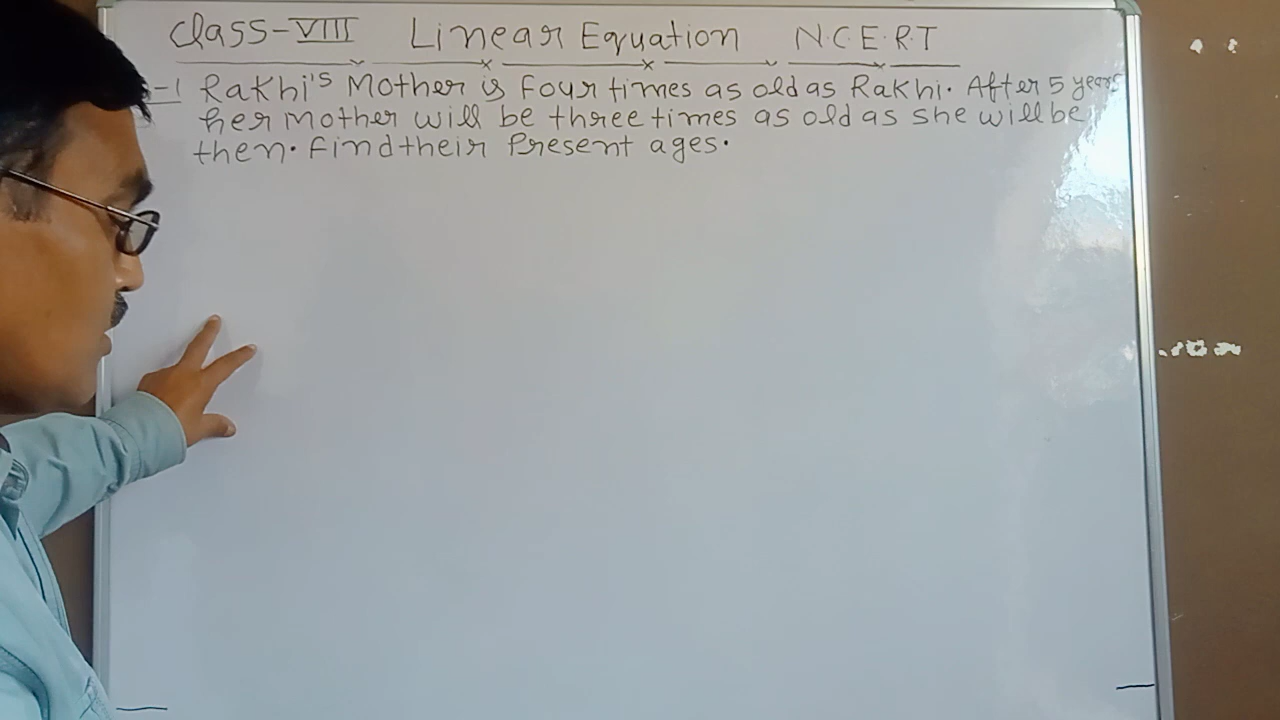 Class-VIII Linear Equation N.C.E.R.T
-1 Rakhi's Mother is Four times as old as Rakhi. After 5 years
her mother will be three times as old as she will be
then. Find their Present ages.